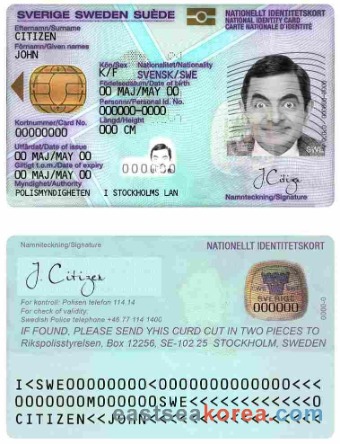 SVERIGE SWEDEN SUÈDE
NATIONELLT IDENTITETSKORT
NATIONAL IDENTITY CARD
CARTE NATIONALE D'IDENTITÉ
Efternamn/Surname
CITIZEN
Förnamn/Given names
JOHN
Kön/Sex Nationalitet/Nationality
K/F SVENSK/SWE
Födelsedatum/Date of birth
00 MAJ/MAY 00
Personnr/Personal Id. No.
000000-0000
Längd/Height
000 CM
Kortnummer/Card No.
00000000
Utfärdat/Date of issue
00 MAJ/MAY 00
Giltigt t.o.m./Date of expiry
00 MAJ/MAY 00
000000
Myndighet/Authority
POLISMYNDIGHETEN I STOCKHOLMS LAN
SWE
J. Citizen
Namnteckning/Signature
Namnteckning/Signature
NATIONELLT IDENTITETSKORT
J. Citizen
SVERIGE
000000
För kontroll: Polisen telefon 114 14
For check of validity:
Swedish Police telephone +46 77 114 1400
IF FOUND, PLEASE SEND YHIS CURD CUT IN TWO PIECES TO
Rikspolisstyrelsen, Box 12256, SE-102 25 STOCKHOLM, SWEDEN
I<SWE00000000<0000000000000<<<
0000000M000000SWE<<<<<<<<<<<0
CITIZEN<<JOHN<<<<<<<<<<<<<<<<
eastseakorea.com